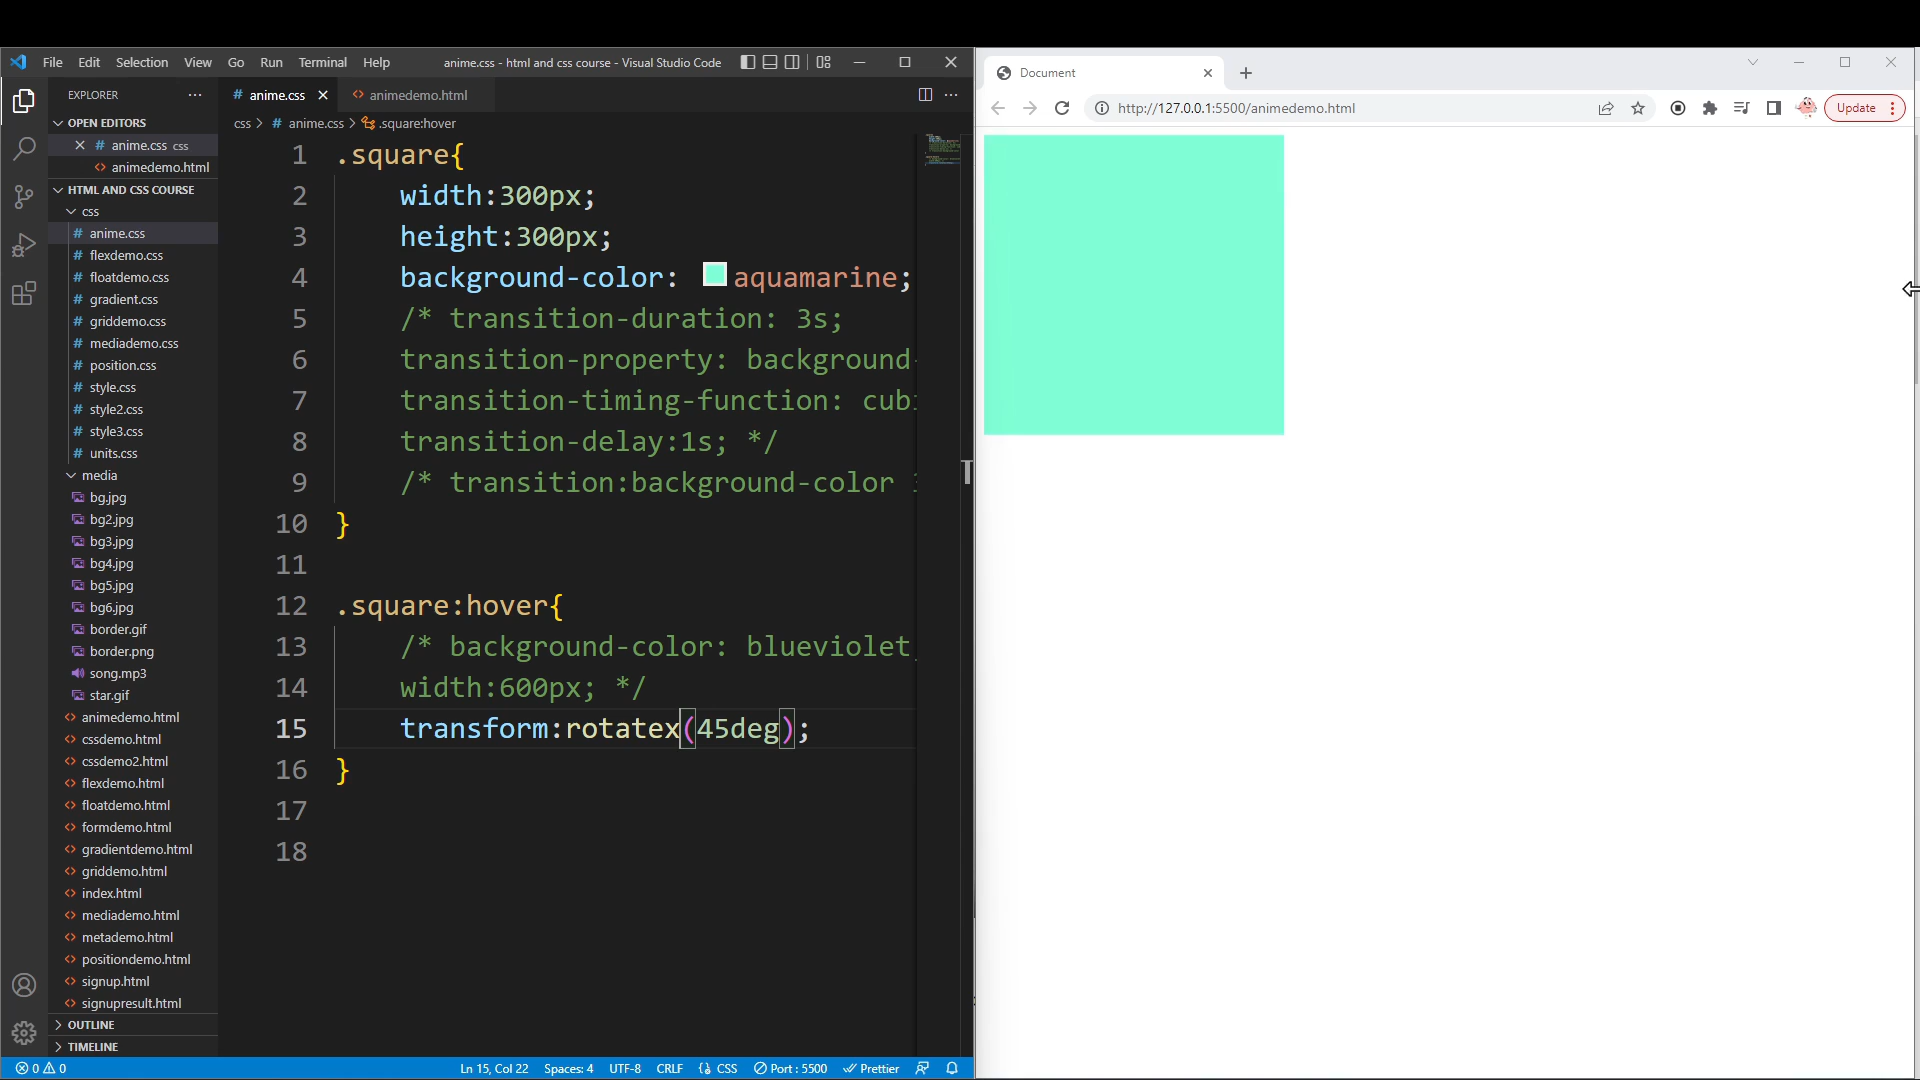 File Edit Selection View Go Run Terminal Help
anime.css - html and css course - Visual Studio Code
EXPLORER
OPEN EDITORS
anime.css css
animedemo.html
HTML AND CSS COURSE
css
anime.css
flexdemo.css
floatdemo.css
gradient.css
griddemo.css
mediademo.css
position.css
style.css
style2.css
style3.css
units.css
media
bg.jpg
bg2.jpg
bg3.jpg
bg4.jpg
bg5.jpg
bg6.jpg
border.gif
border.png
song.mp3
star.gif
animedemo.html
cssdemo.html
cssdemo2.html
flexdemo.html
floatdemo.html
formdemo.html
gradientdemo.html
griddemo.html
index.html
mediademo.html
metademo.html
positiondemo.html
signup.html
signupresult.html
OUTLINE
TIMELINE
# anime.css
animedemo.html
css > # anime.css > .square:hover
1 .square{
2 width:300px;
3 height:300px;
4 background-color: aquamarine;
5 /* transition-duration: 3s;
6 transition-property: background-
7 transition-timing-function: cub
8 transition-delay:1s; */
9 /* transition:background-color
10 }
11
12 .square:hover{
13 /* background-color: blueviolet
14 width:600px; */
15 transform:rotatex(45deg);
16 }
17
18
0 0
Ln 15, Col 22 Spaces: 4 UTF-8 CRLF {} CSS Port : 5500 Prettier
Document
http://127.0.0.1:5500/animedemo.html
Update